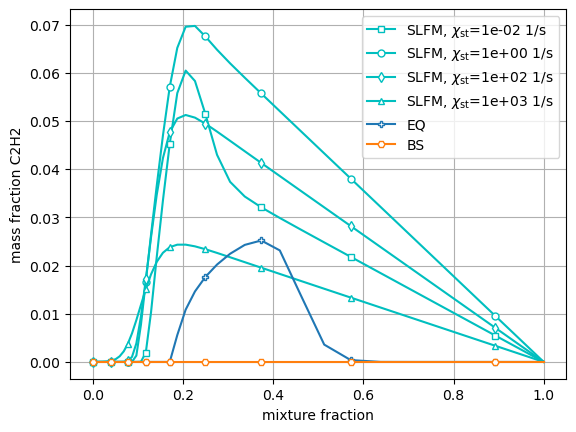 0.07
0.06
0.05
0.04
0.03
0.02
0.01
0.00
mass fraction C2H2
SLFM, χst=1e-02 1/s
SLFM, χst=1e+00 1/s
SLFM, χst=1e+02 1/s
SLFM, χst=1e+03 1/s
EQ
BS
0.0 0.2 0.4 0.6 0.8 1.0
mixture fraction